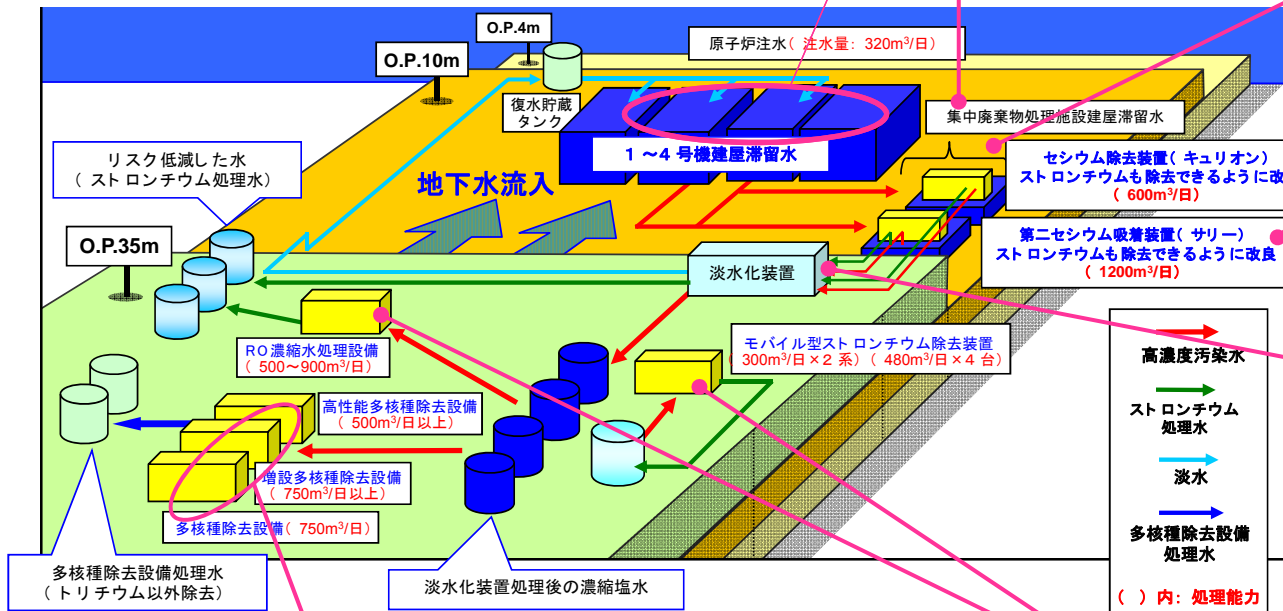 O.P.4m
原子炉注水( 注水量: 320m³/日)
O.P.10m
復水貯蔵
タンク
集中廃棄物処理施設建屋滞留水
1 ～4 号機建屋滞留水
リスク低減した水
( ストロンチウム処理水)
地下水流入
セシウム除去装置( キュリオン)
ストロンチウムも除去できるように改
( 600m³/日)
O.P.35m
第二セシウム吸着装置( サリー)
ストロンチウムも除去できるように改良
( 1200m³/日)
淡水化装置
RO濃縮水処理設備
( 500～900m³/日)
モバイル型ストロンチウム除去装置
( 300m³/日×2 系) ( 480m³/日×4 台)
高濃度汚染水
高性能多核種除去設備
( 500m³/日以上)
ストロンチウム
処理水
増設多核種除去設備
( 750m³/日以上)
淡水
多核種除去設備( 750m³/日)
多核種除去設備
処理水
多核種除去設備処理水
( トリチウム以外除去)
淡水化装置処理後の濃縮塩水
( ) 内: 処理能力